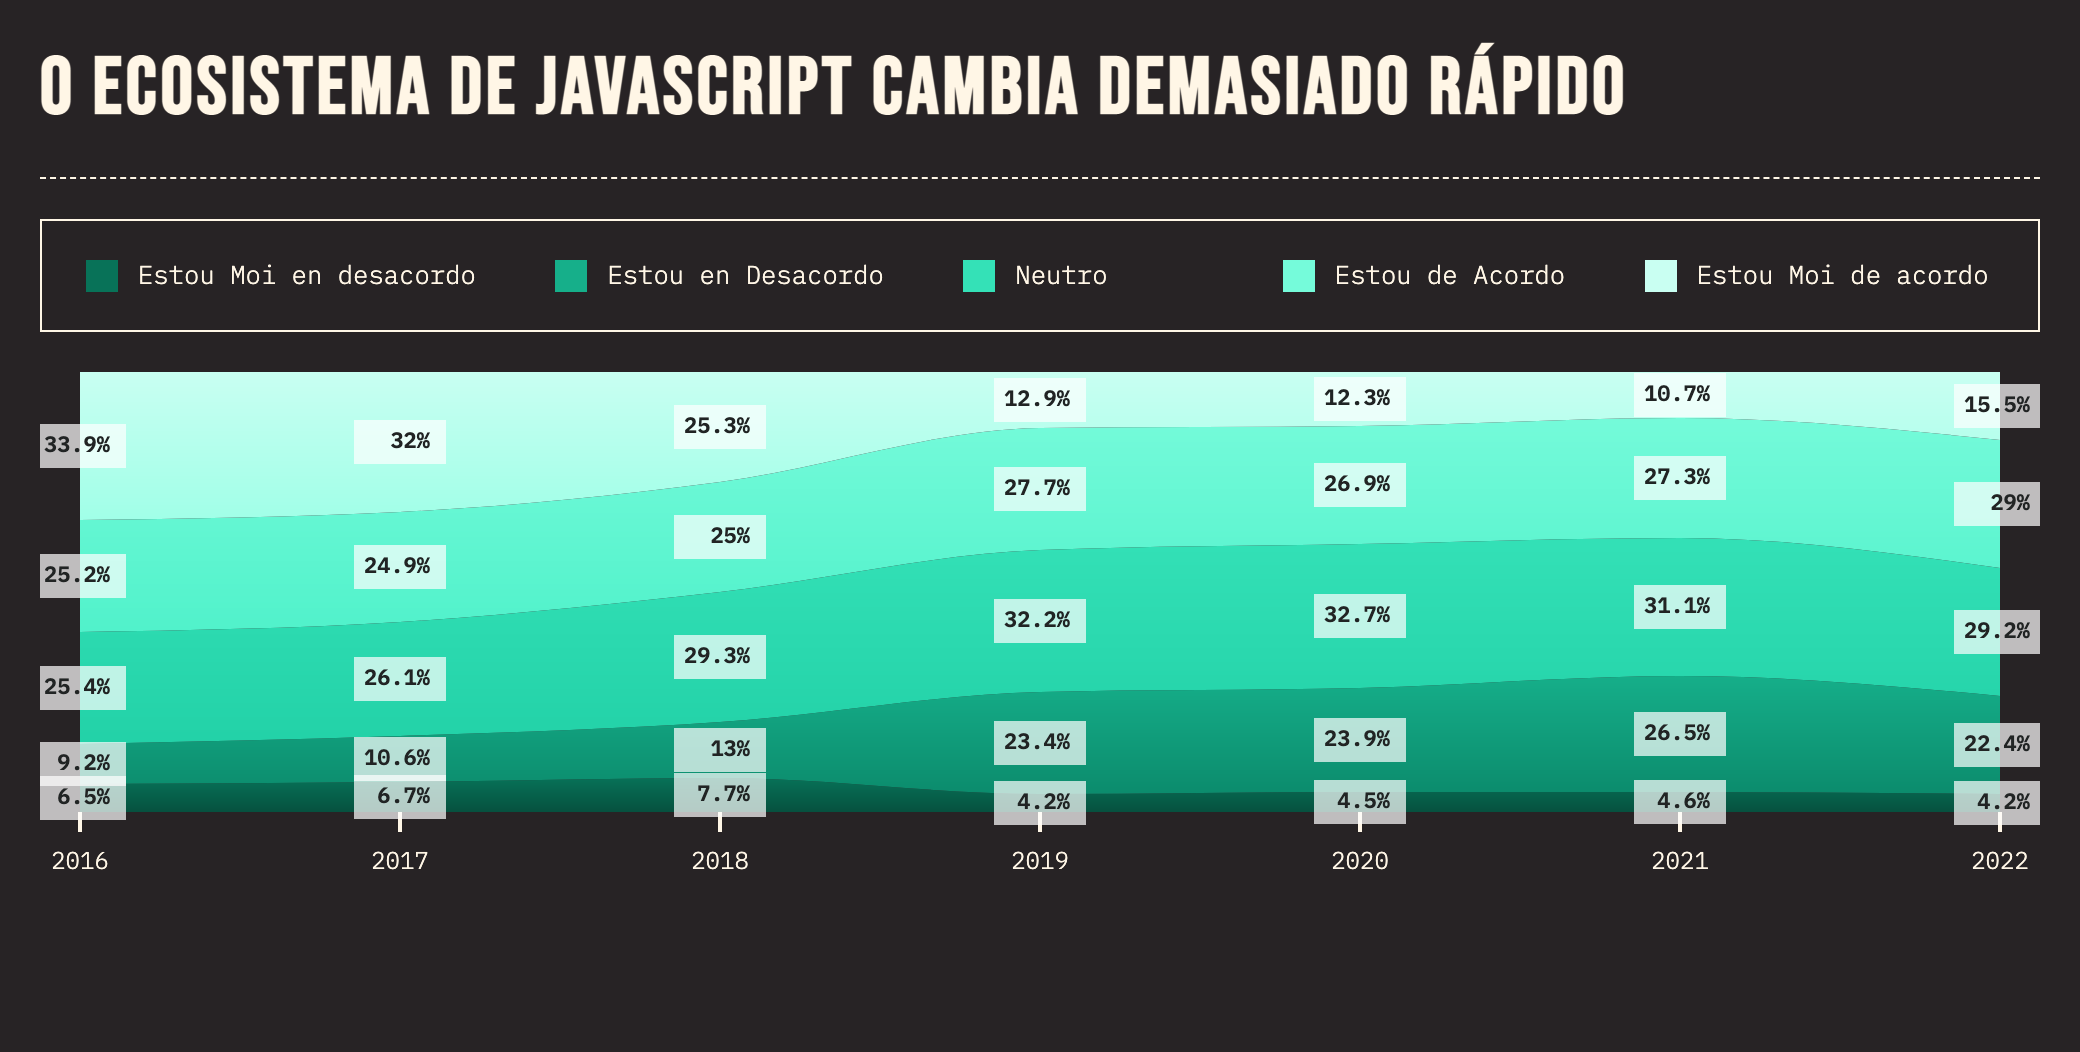 O ECOSISTEMA DE JAVASCRIPT CAMBIA DEMASIADO RÁPIDO
Estou Moi en desacordo Estou en Desacordo Neutro Estou de Acordo Estou Moi de acordo
33.9% 32% 25.3% 12.9% 12.3% 10.7% 15.5%
25.2% 24.9% 25% 27.7% 26.9% 27.3% 29%
25.4% 26.1% 29.3% 32.2% 32.7% 31.1% 29.2%
9.2% 10.6% 13% 23.4% 23.9% 26.5% 22.4%
6.5% 6.7% 7.7% 4.2% 4.5% 4.6% 4.2%
2016 2017 2018 2019 2020 2021 2022